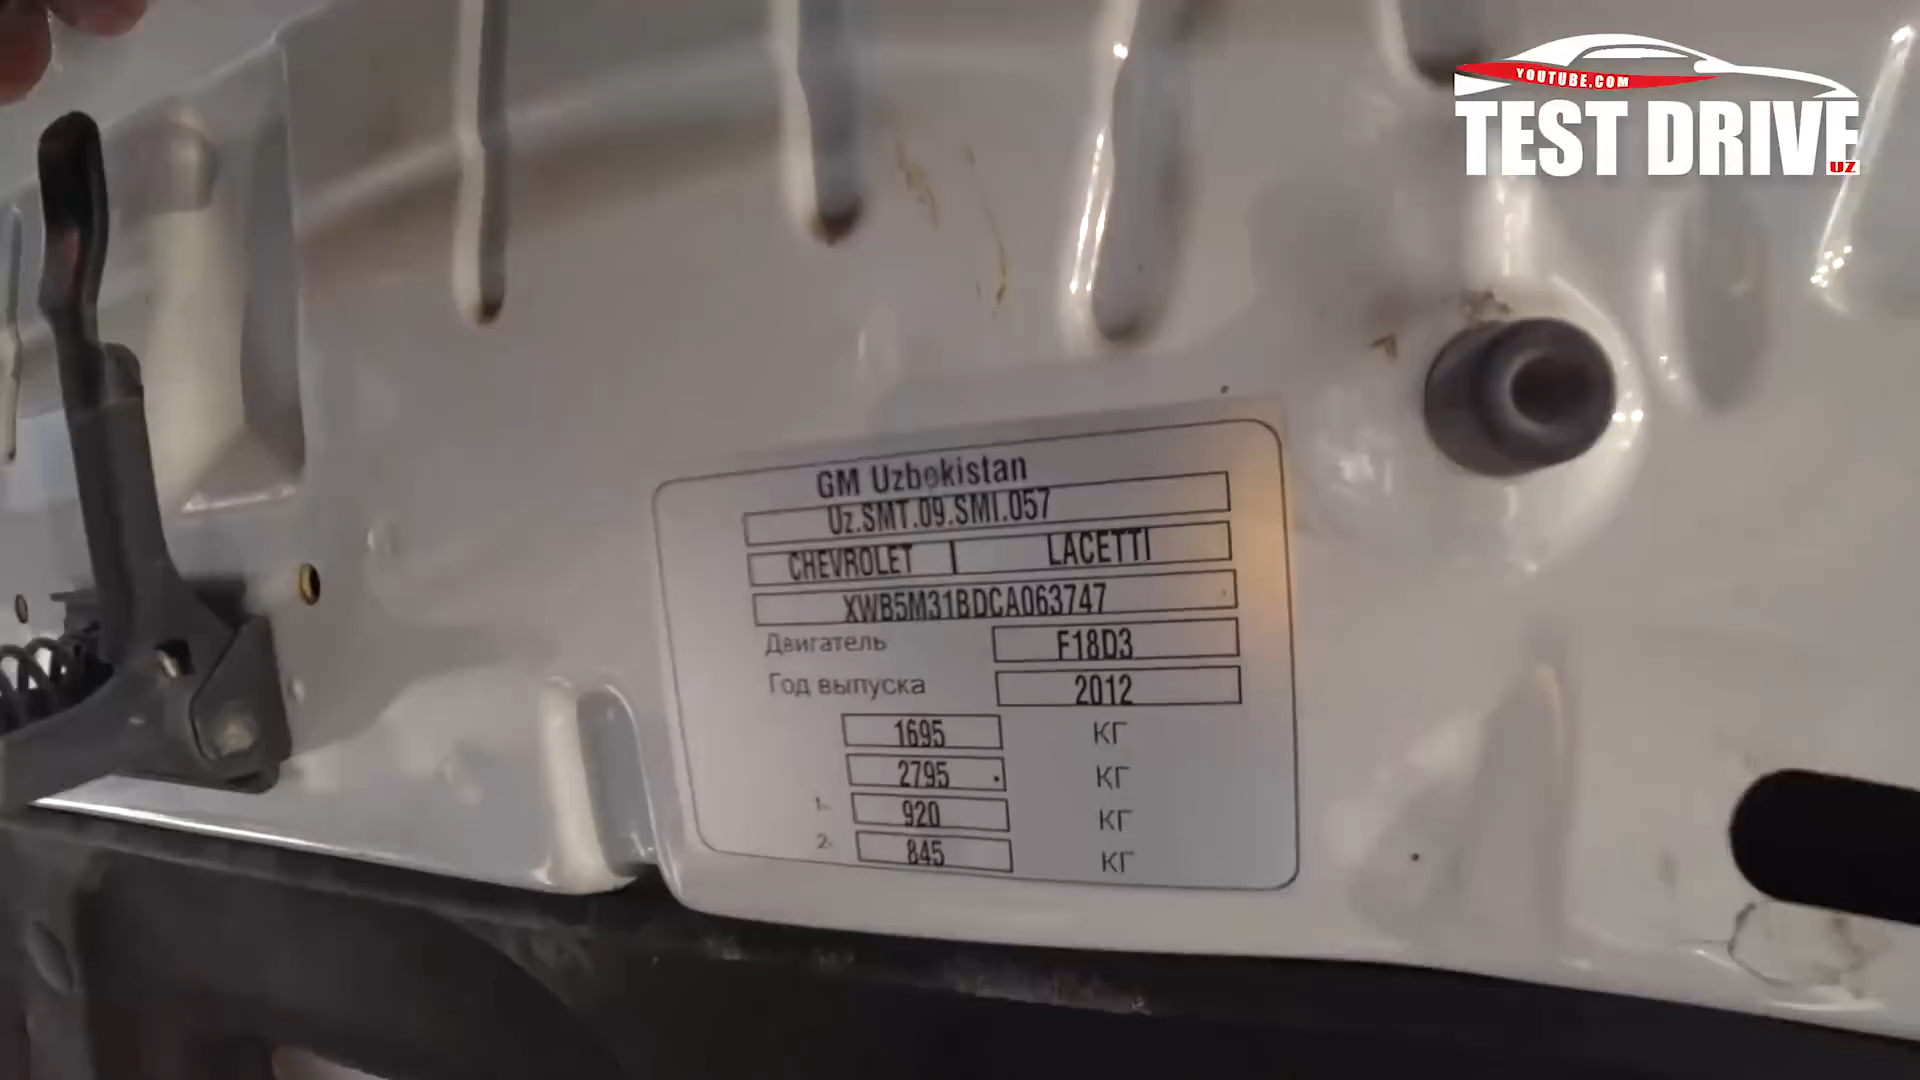 YOUTUBE.COM
TEST DRIVE
UZ
GM Uzbekistan
Uz.SMT.09.SMI.057
CHEVROLET LACETTI
XWB5M31BDCA063747
Двигатель F18D3
Год выпуска 2012
1695 КГ
2795 КГ
1- 920 КГ
2- 845 КГ